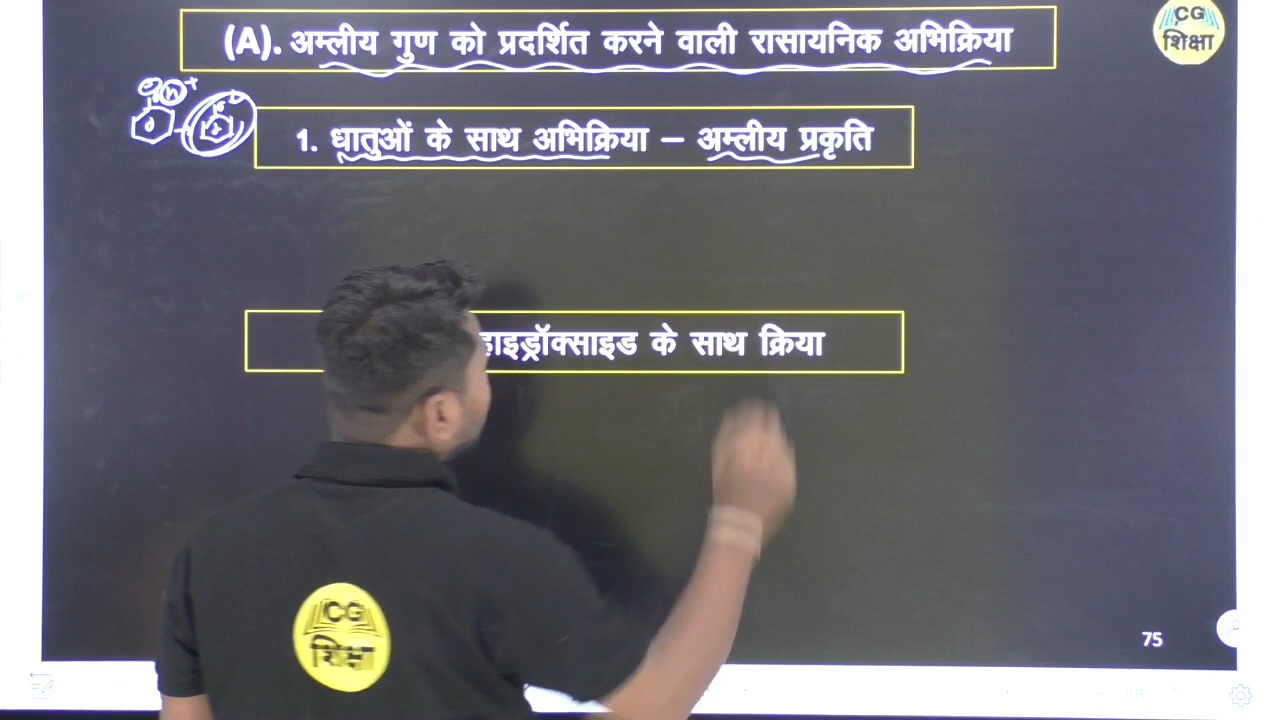 (A). अम्लीय गुण को प्रदर्शित करने वाली रासायनिक अभिक्रिया
CG
शिक्षा
1. धातुओं के साथ अभिक्रिया – अम्लीय प्रकृति
हाइड्रॉक्साइड के साथ क्रिया
CG
शिक्षा
75